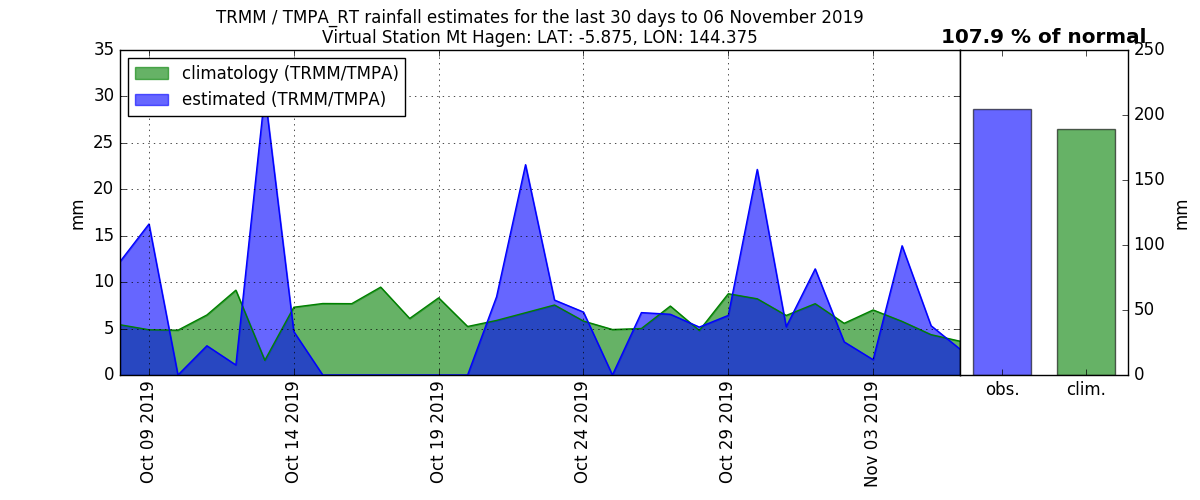 TRMM / TMPA_RT rainfall estimates for the last 30 days to 06 November 2019
Virtual Station Mt Hagen: LAT: -5.875, LON: 144.375
107.9 % of normal
climatology (TRMM/TMPA)
estimated (TRMM/TMPA)
35
30
25
20
15
10
5
0
mm
Oct 09 2019
Oct 14 2019
Oct 19 2019
Oct 24 2019
Oct 29 2019
Nov 03 2019
obs.
clim.
250
200
150
100
50
0
mm